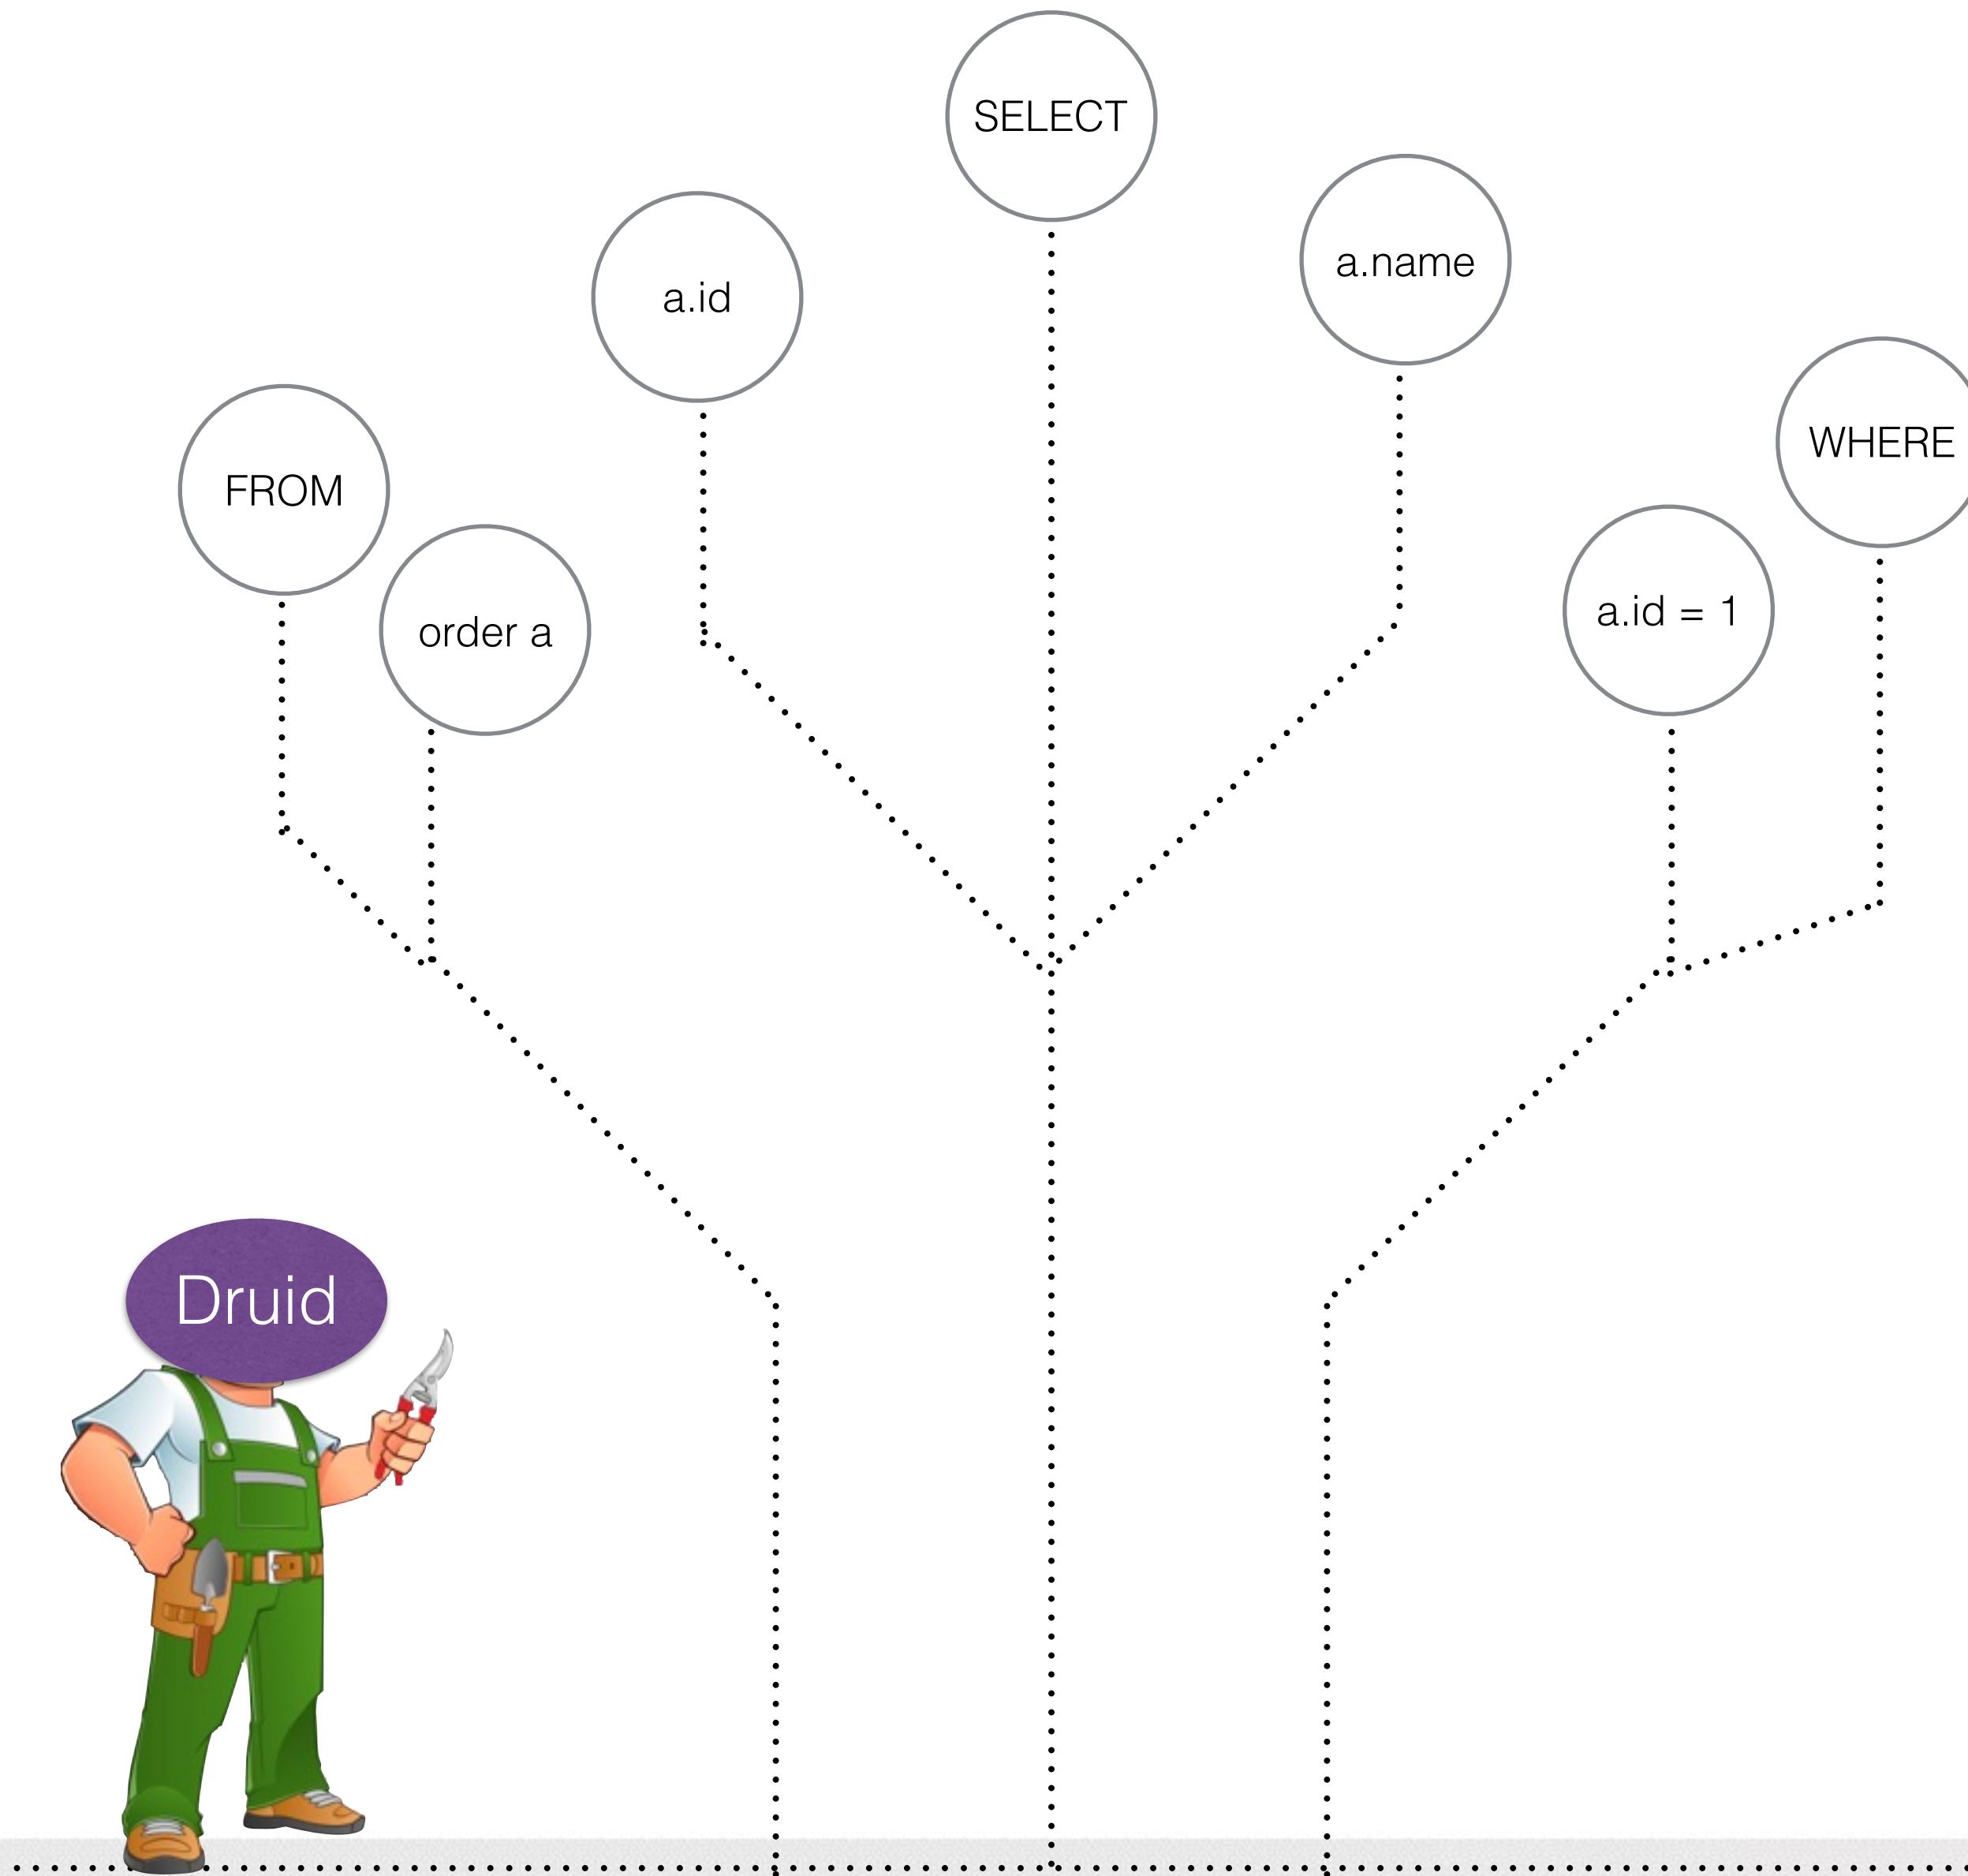 SELECT
a.name
a.id
WHERE
FROM
a.id = 1
order a
Druid